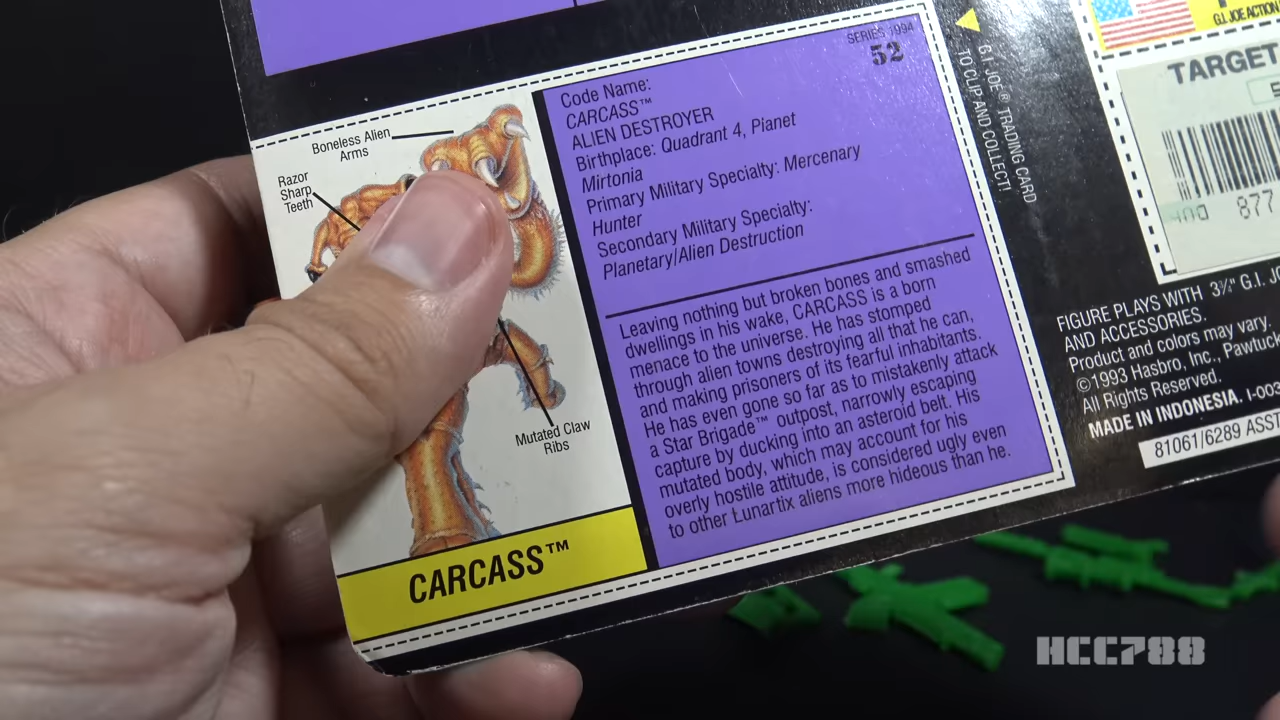 SERIES 1994
52
Code Name:
CARCASS™
ALIEN DESTROYER
Birthplace: Quadrant 4, Planet
Mirtonia
Primary Military Specialty: Mercenary
Hunter
Secondary Military Specialty:
Planetary/Alien Destruction
Leaving nothing but broken bones and smashed
dwellings in his wake, CARCASS is a born
menace to the universe. He has stomped
through alien towns destroying all that he can,
and making prisoners of its fearful inhabitants.
He has even gone so far as to mistakenly attack
a Star Brigade™ outpost, narrowly escaping
capture by ducking into an asteroid belt. His
mutated body, which may account for his
overly hostile attitude, is considered ugly even
to other Lunartix aliens more hideous than he.
Boneless Alien
Arms
Razor
Sharp
Teeth
Mutated Claw
Ribs
CARCASS™
G.I. JOE® TRADING CARD
TO CLIP AND COLLECT!
G.I. JOE ACTION
TARGET
877
FIGURE PLAYS WITH 3¾" G.I.
AND ACCESSORIES.
Product and colors may vary.
©1993 Hasbro, Inc., Pawtuck
All Rights Reserved.
MADE IN INDONESIA. I-003
81061/6289 ASST
HCC788